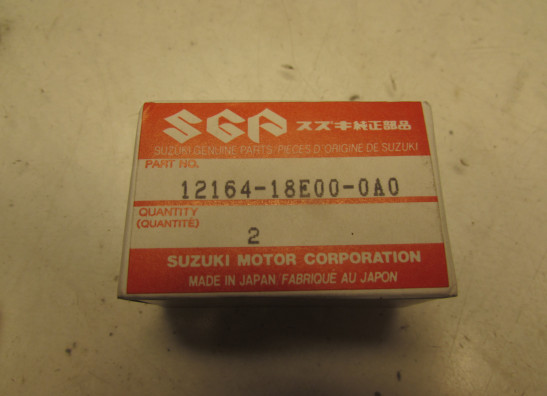 SGP スズキ純正部品
SUZUKI GENUINE PARTS/PIECES D'ORIGINE DE SUZUKI
PART NO.
12164-18E00-0A0
QUANTITY
(QUANTITÉ)
2
SUZUKI MOTOR CORPORATION
MADE IN JAPAN/FABRIQUÉ AU JAPON